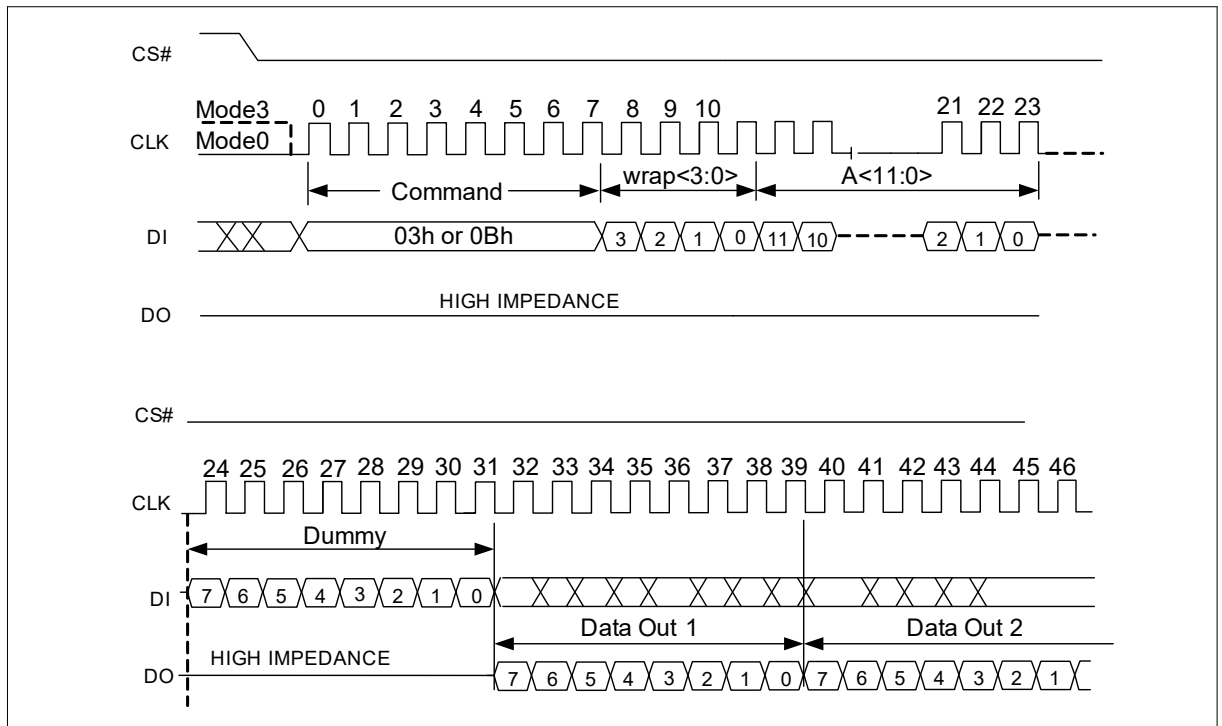 CS#
Mode3 0 1 2 3 4 5 6 7 8 9 10 21 22 23
CLK Mode0
Command wrap<3:0> A<11:0>
DI 03h or 0Bh 3 2 1 0 11 10 2 1 0
HIGH IMPEDANCE
DO
CS#
24 25 26 27 28 29 30 31 32 33 34 35 36 37 38 39 40 41 42 43 44 45 46
CLK
Dummy
DI 7 6 5 4 3 2 1 0
Data Out 1 Data Out 2
HIGH IMPEDANCE
DO 7 6 5 4 3 2 1 0 7 6 5 4 3 2 1